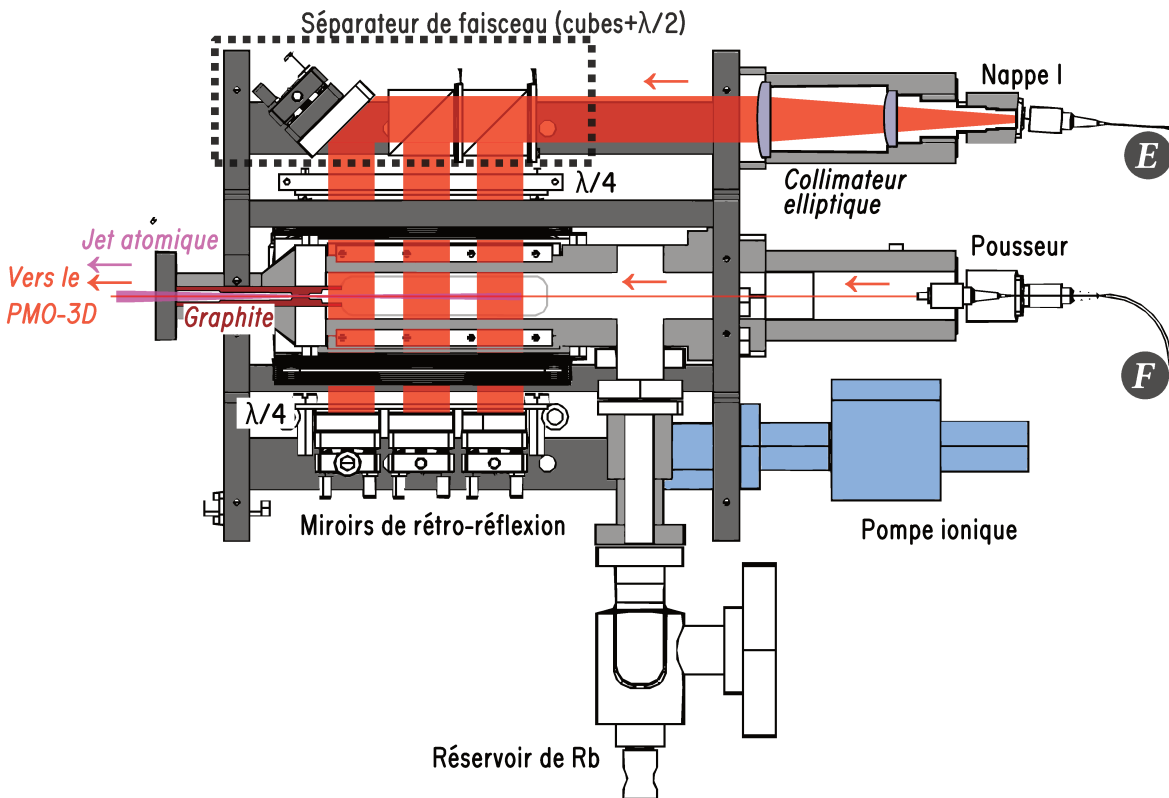 Séparateur de faisceau (cubes+λ/2)
Nappe I
E
λ/4
Collimateur
elliptique
Jet atomique
Pousseur
Vers le
PMO-3D
Graphite
F
λ/4
Miroirs de rétro-réflexion
Pompe ionique
Réservoir de Rb